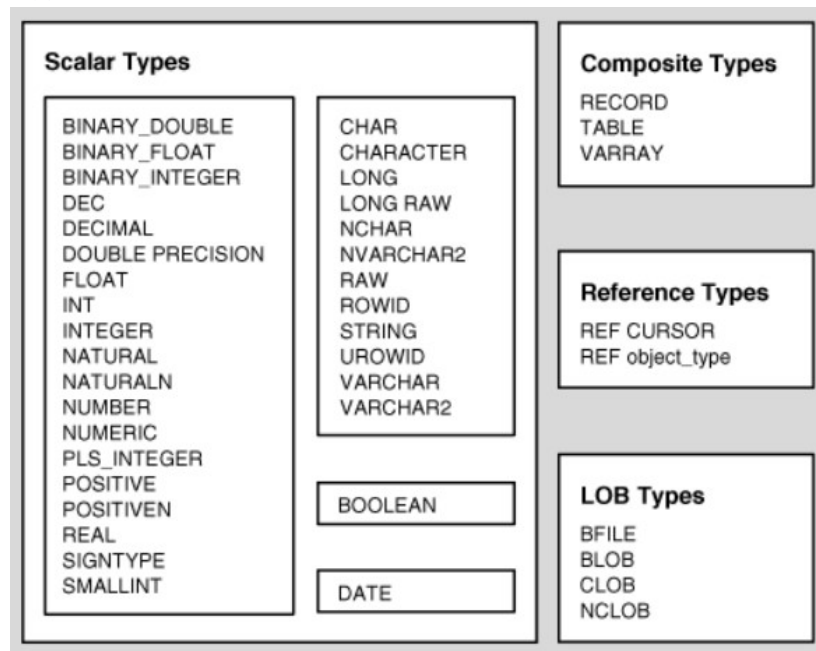 Scalar Types
BINARY_DOUBLE
BINARY_FLOAT
BINARY_INTEGER
DEC
DECIMAL
DOUBLE PRECISION
FLOAT
INT
INTEGER
NATURAL
NATURALN
NUMBER
NUMERIC
PLS_INTEGER
POSITIVE
POSITIVEN
REAL
SIGNTYPE
SMALLINT
CHAR
CHARACTER
LONG
LONG RAW
NCHAR
NVARCHAR2
RAW
ROWID
STRING
UROWID
VARCHAR
VARCHAR2
BOOLEAN
DATE
Composite Types
RECORD
TABLE
VARRAY
Reference Types
REF CURSOR
REF object_type
LOB Types
BFILE
BLOB
CLOB
NCLOB